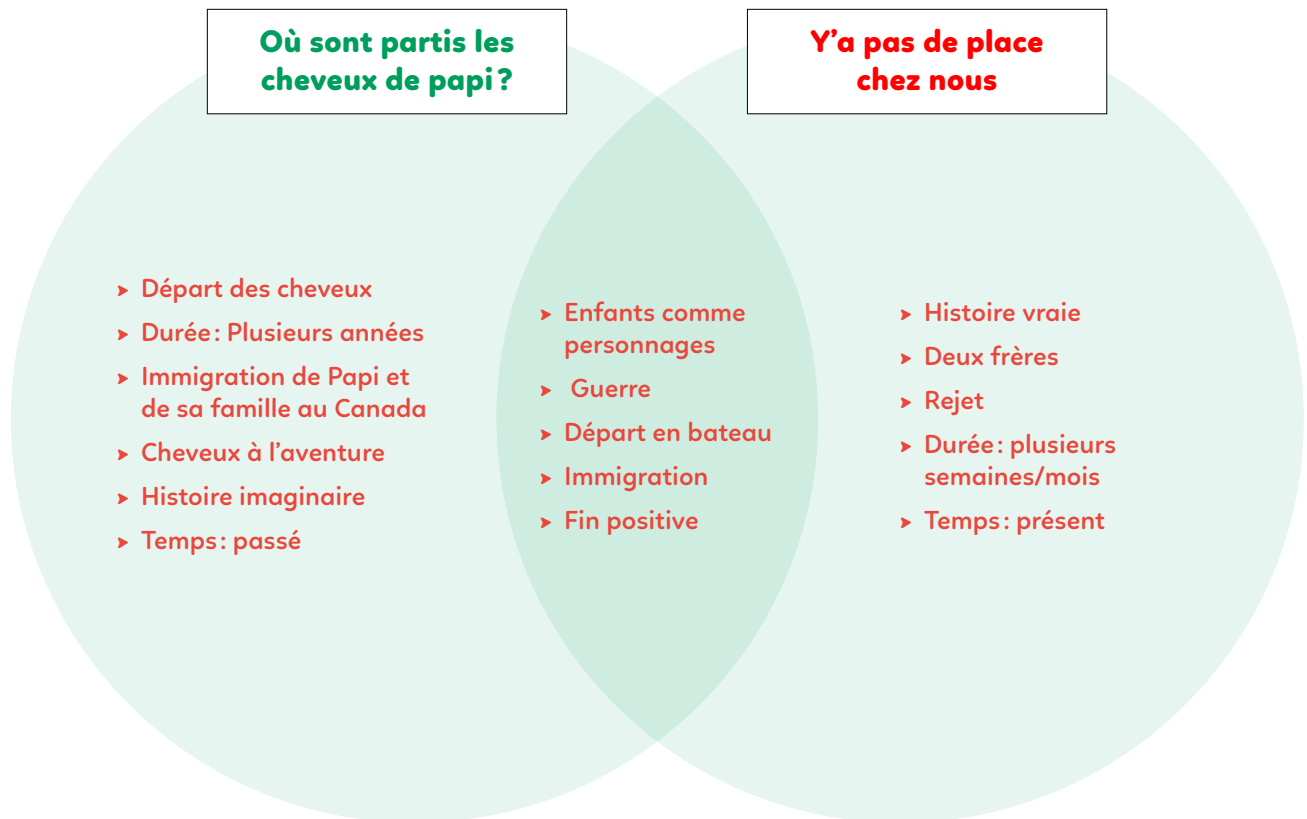 Où sont partis les
cheveux de papi ?
Y'a pas de place
chez nous
➤ Départ des cheveux
➤ Durée : Plusieurs années
➤ Immigration de Papi et
de sa famille au Canada
➤ Cheveux à l'aventure
➤ Histoire imaginaire
➤ Temps : passé
➤ Enfants comme
personnages
➤ Guerre
➤ Départ en bateau
➤ Immigration
➤ Fin positive
➤ Histoire vraie
➤ Deux frères
➤ Rejet
➤ Durée : plusieurs
semaines/mois
➤ Temps : présent